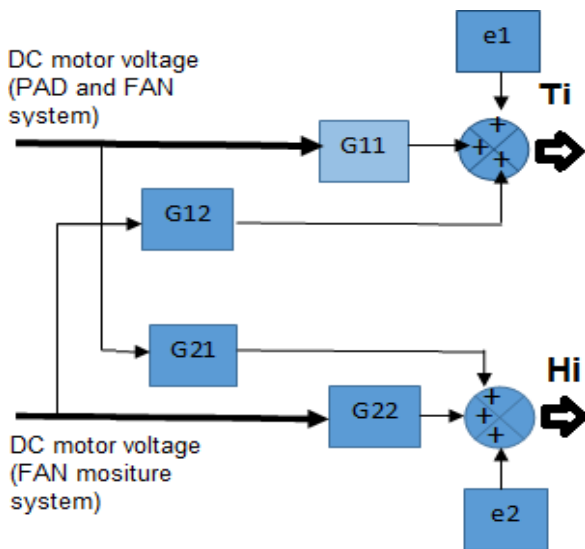 DC motor voltage
(PAD and FAN
system)
e1
Ti
+
+
+
G11
G12
G21
Hi
+
+
+
G22
DC motor voltage
(FAN mositure
system)
e2